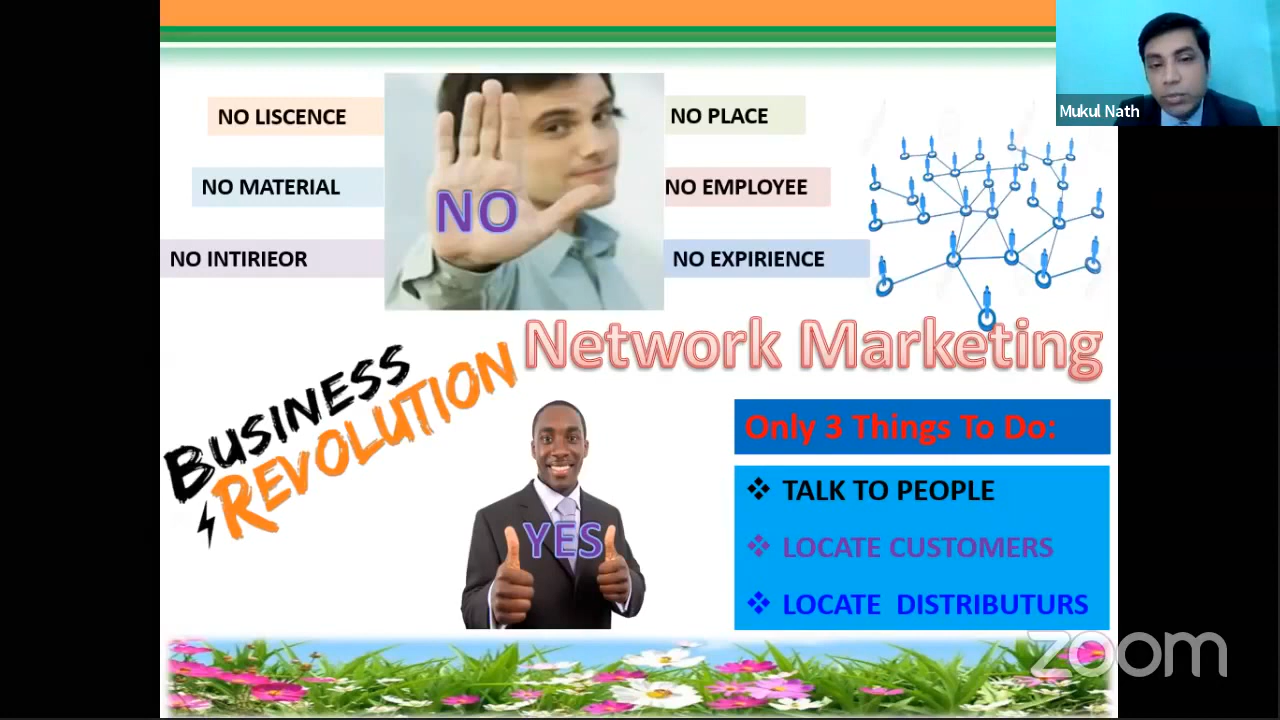 Mukul Nath
NO LISCENCE
NO PLACE
NO MATERIAL
NO
NO EMPLOYEE
NO INTIRIEOR
NO EXPIRIENCE
Network Marketing
BUSINESS
REVOLUTION
Only 3 Things To Do:
YES
❖ TALK TO PEOPLE
❖ LOCATE CUSTOMERS
❖ LOCATE DISTRIBUTURS
zoom